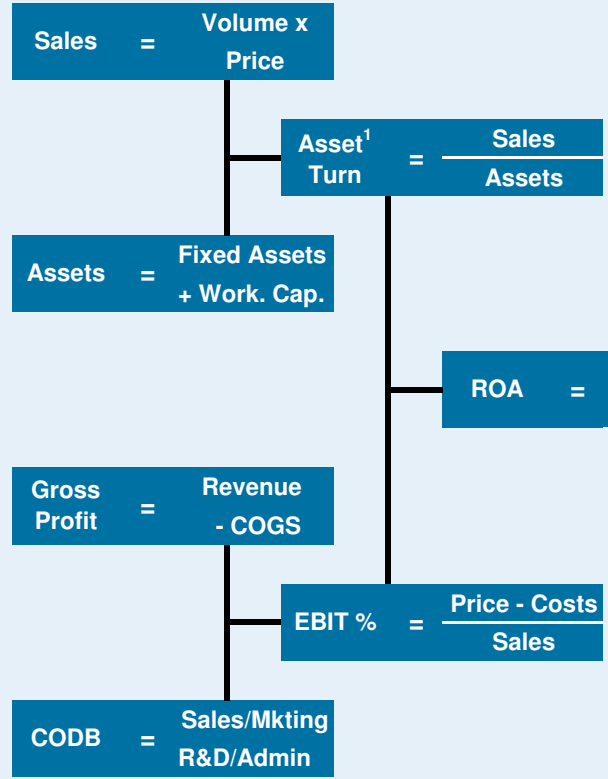 Sales = Volume x
Price
Asset¹
Turn = Sales
Assets
Assets = Fixed Assets
+ Work. Cap.
ROA =
Gross
Profit = Revenue
- COGS
EBIT % = Price - Costs
Sales
CODB = Sales/Mkting
R&D/Admin